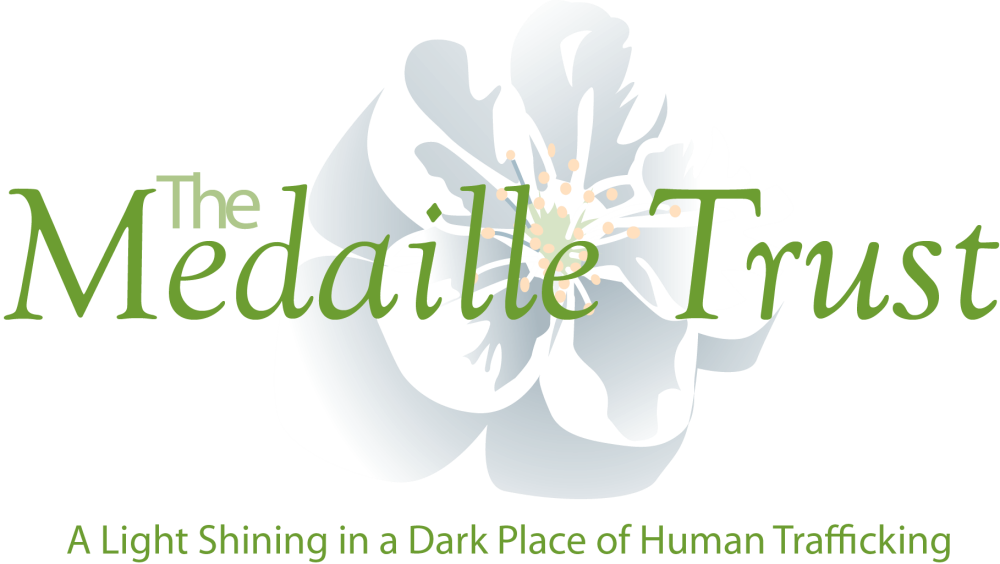 The
Medaille Trust
A Light Shining in a Dark Place of Human Trafficking